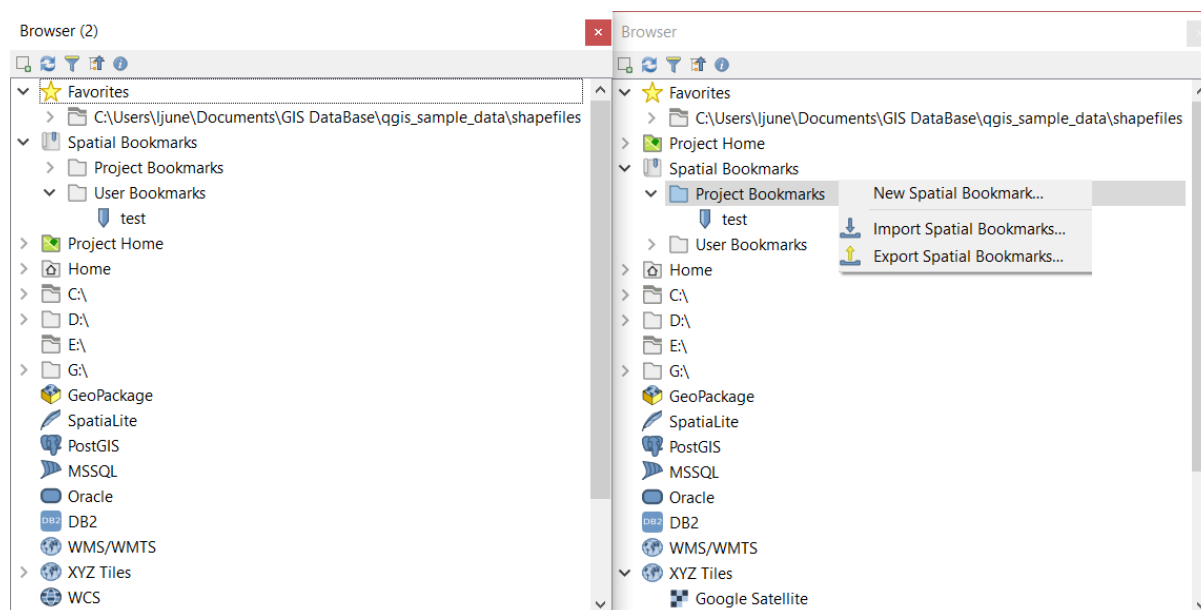 Browser (2)
Favorites
C:\Users\ljune\Documents\GIS DataBase\qgis_sample_data\shapefiles
Spatial Bookmarks
Project Bookmarks
User Bookmarks
test
Project Home
Home
C:\
D:\
E:\
G:\
GeoPackage
SpatiaLite
PostGIS
MSSQL
Oracle
DB2 DB2
WMS/WMTS
XYZ Tiles
WCS
Browser
Favorites
C:\Users\ljune\Documents\GIS DataBase\qgis_sample_data\shapefiles
Project Home
Spatial Bookmarks
Project Bookmarks
test
User Bookmarks
New Spatial Bookmark...
Import Spatial Bookmarks...
Export Spatial Bookmarks...
Home
C:\
D:\
E:\
G:\
GeoPackage
SpatiaLite
PostGIS
MSSQL
Oracle
DB2 DB2
WMS/WMTS
XYZ Tiles
Google Satellite